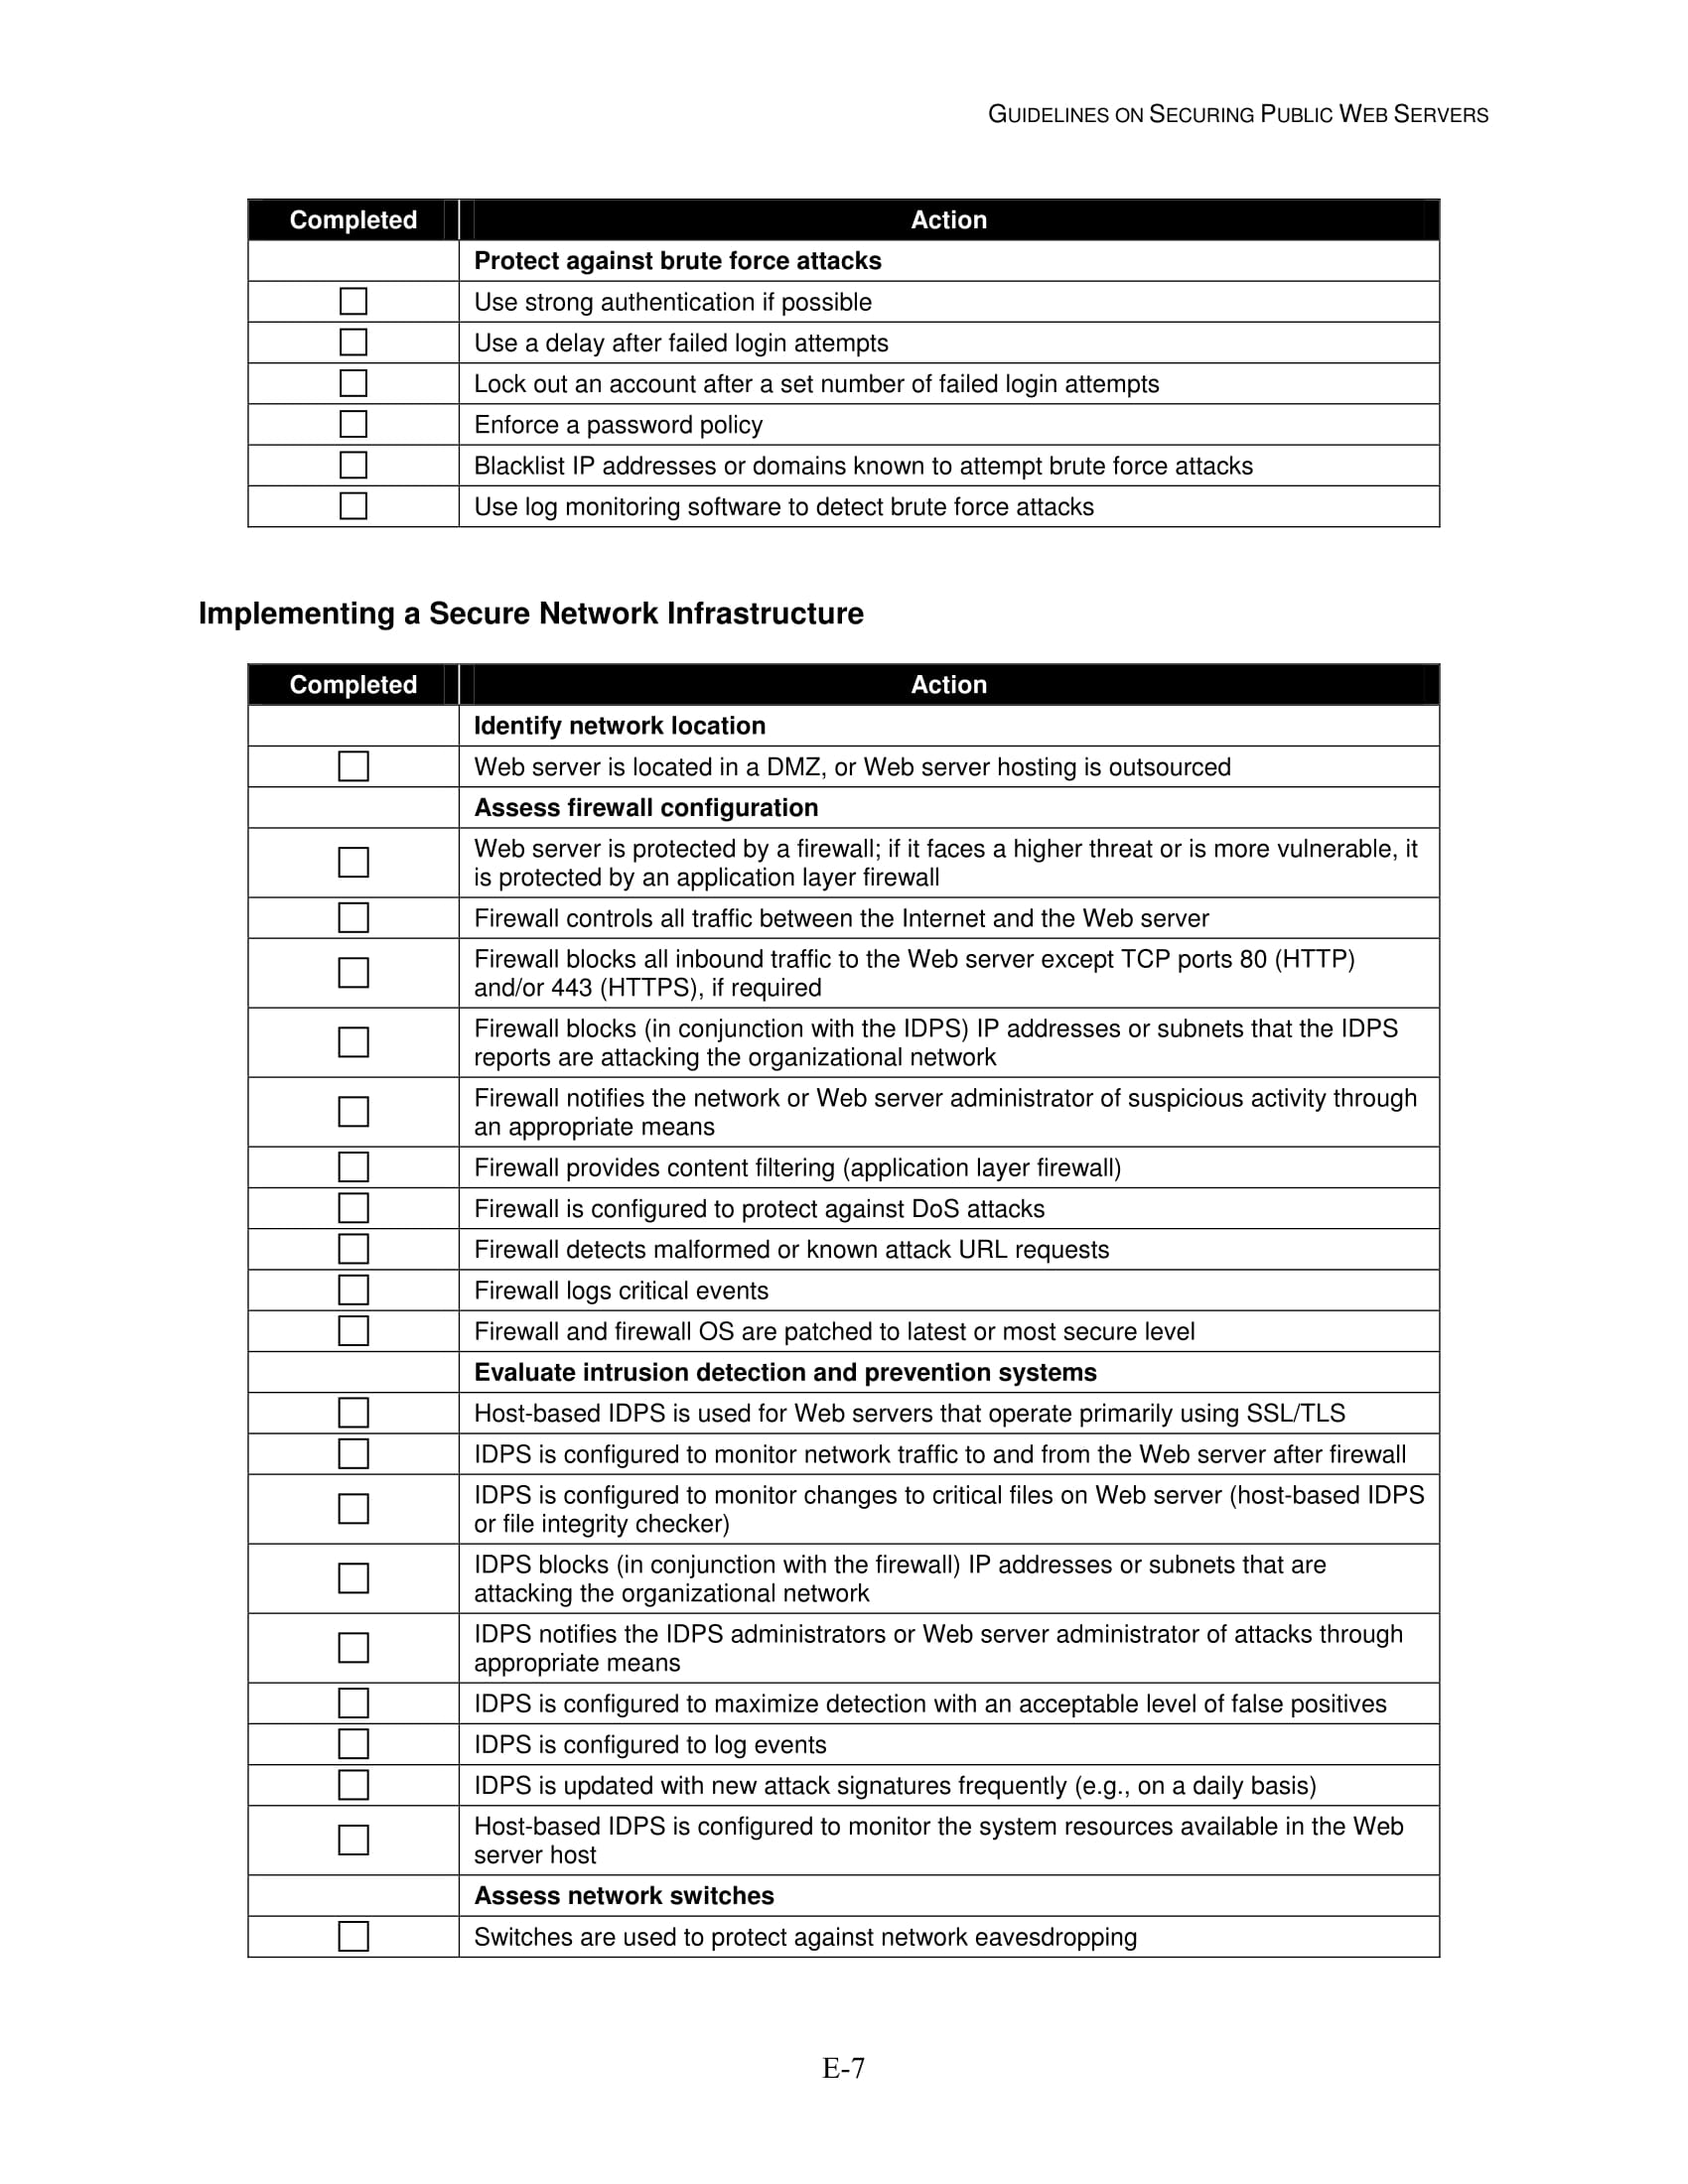 GUIDELINES ON SECURING PUBLIC WEB SERVERS
Completed Action
Protect against brute force attacks
Use strong authentication if possible
Use a delay after failed login attempts
Lock out an account after a set number of failed login attempts
Enforce a password policy
Blacklist IP addresses or domains known to attempt brute force attacks
Use log monitoring software to detect brute force attacks
Implementing a Secure Network Infrastructure
Completed Action
Identify network location
Web server is located in a DMZ, or Web server hosting is outsourced
Assess firewall configuration
Web server is protected by a firewall; if it faces a higher threat or is more vulnerable, it
is protected by an application layer firewall
Firewall controls all traffic between the Internet and the Web server
Firewall blocks all inbound traffic to the Web server except TCP ports 80 (HTTP)
and/or 443 (HTTPS), if required
Firewall blocks (in conjunction with the IDPS) IP addresses or subnets that the IDPS
reports are attacking the organizational network
Firewall notifies the network or Web server administrator of suspicious activity through
an appropriate means
Firewall provides content filtering (application layer firewall)
Firewall is configured to protect against DoS attacks
Firewall detects malformed or known attack URL requests
Firewall logs critical events
Firewall and firewall OS are patched to latest or most secure level
Evaluate intrusion detection and prevention systems
Host-based IDPS is used for Web servers that operate primarily using SSL/TLS
IDPS is configured to monitor network traffic to and from the Web server after firewall
IDPS is configured to monitor changes to critical files on Web server (host-based IDPS
or file integrity checker)
IDPS blocks (in conjunction with the firewall) IP addresses or subnets that are
attacking the organizational network
IDPS notifies the IDPS administrators or Web server administrator of attacks through
appropriate means
IDPS is configured to maximize detection with an acceptable level of false positives
IDPS is configured to log events
IDPS is updated with new attack signatures frequently (e.g., on a daily basis)
Host-based IDPS is configured to monitor the system resources available in the Web
server host
Assess network switches
Switches are used to protect against network eavesdropping
E-7